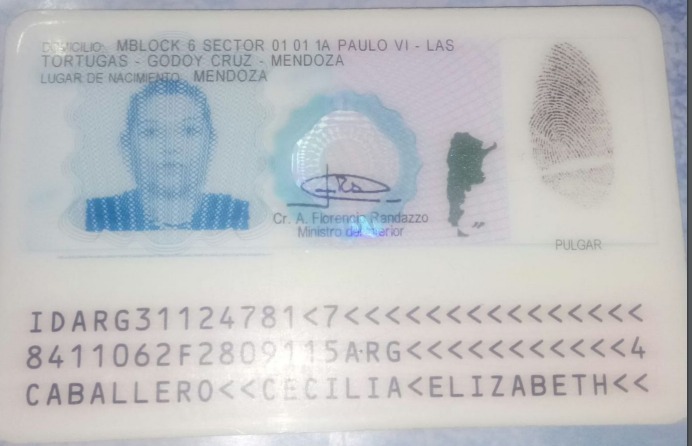 DOMICILIO: MBLOCK 6 SECTOR 01 01 1A PAULO VI - LAS
TORTUGAS - GODOY CRUZ - MENDOZA
LUGAR DE NACIMIENTO: MENDOZA
Cr. A. Florencio Randazzo
Ministro del Interior
PULGAR
IDARG31124781<7<<<<<<<<<<<<<<<
8411062F2809115ARG<<<<<<<<<<<4
CABALLERO<<CECILIA<ELIZABETH<<